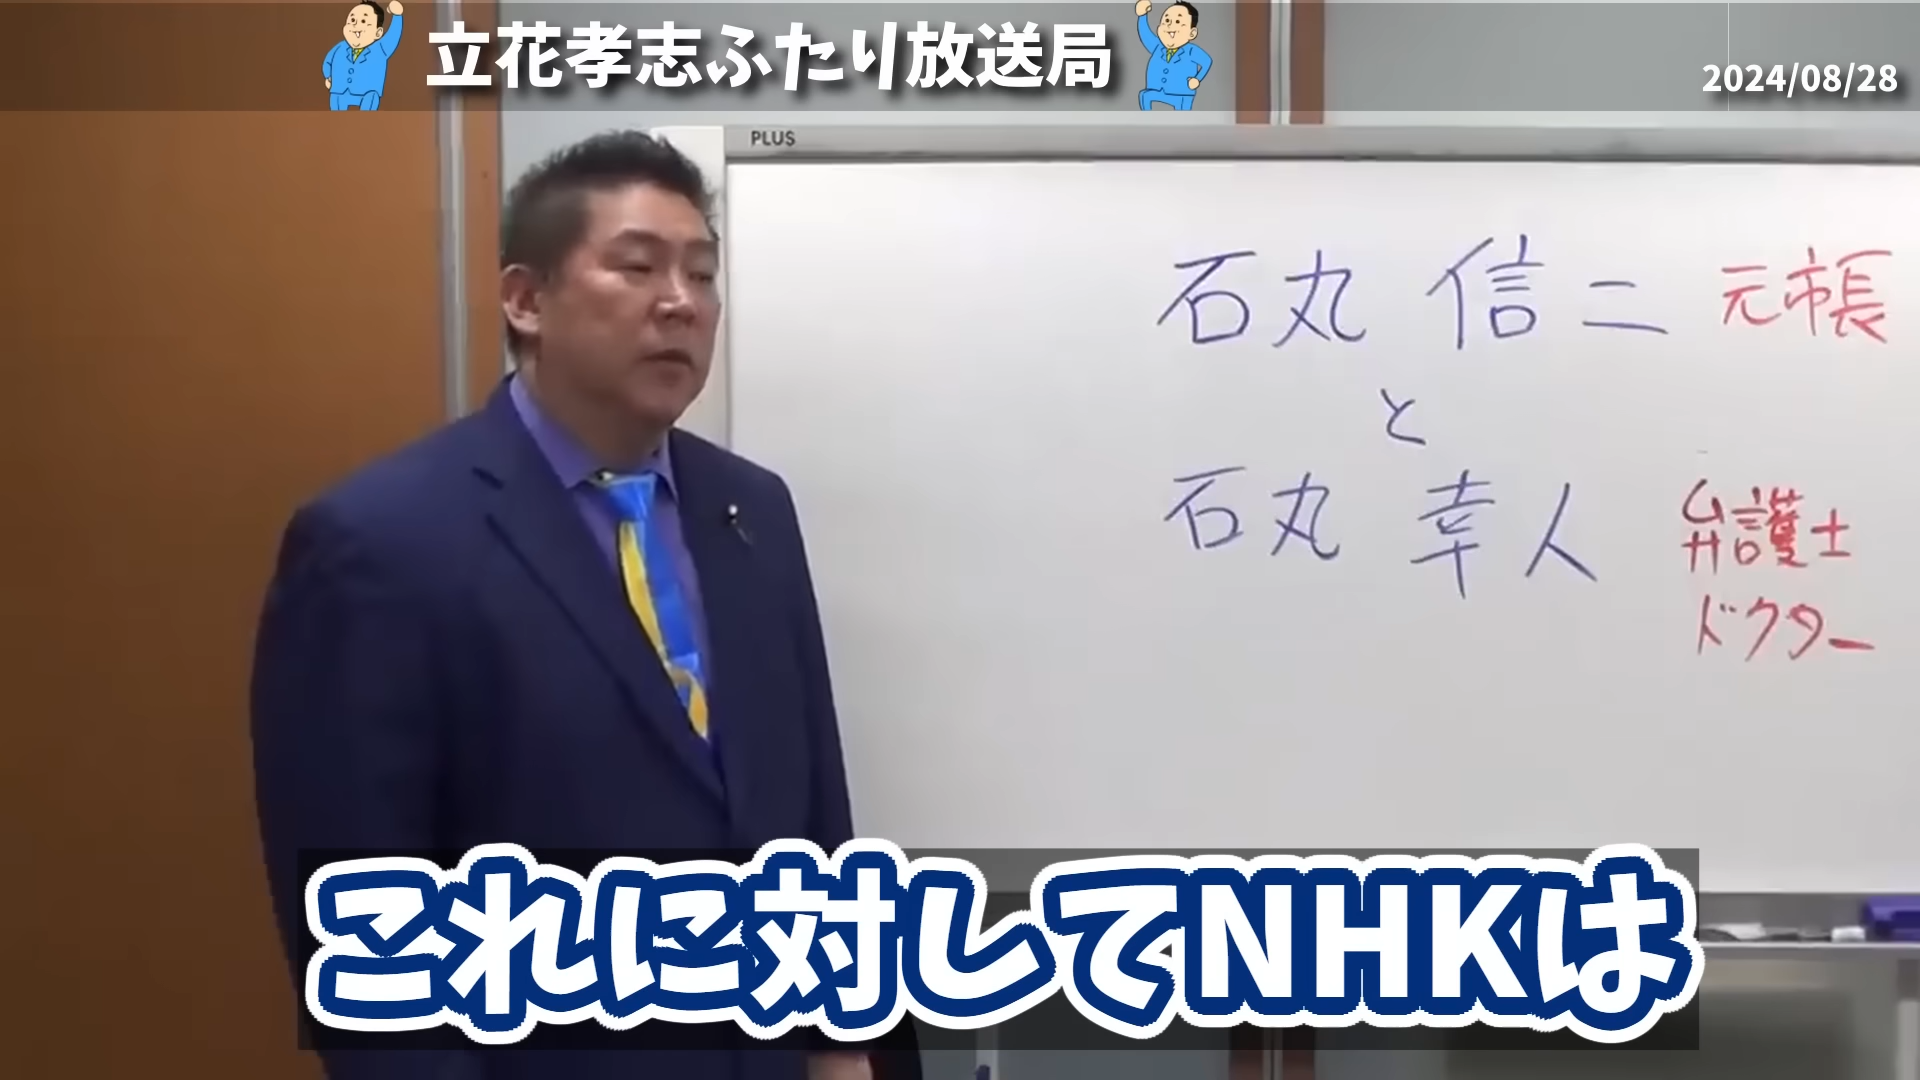 立花孝志ふたり放送局
2024/08/28
PLUS
石丸 信二 元市長
と
石丸 幸人 弁護士
ドクター
これに対してNHKは